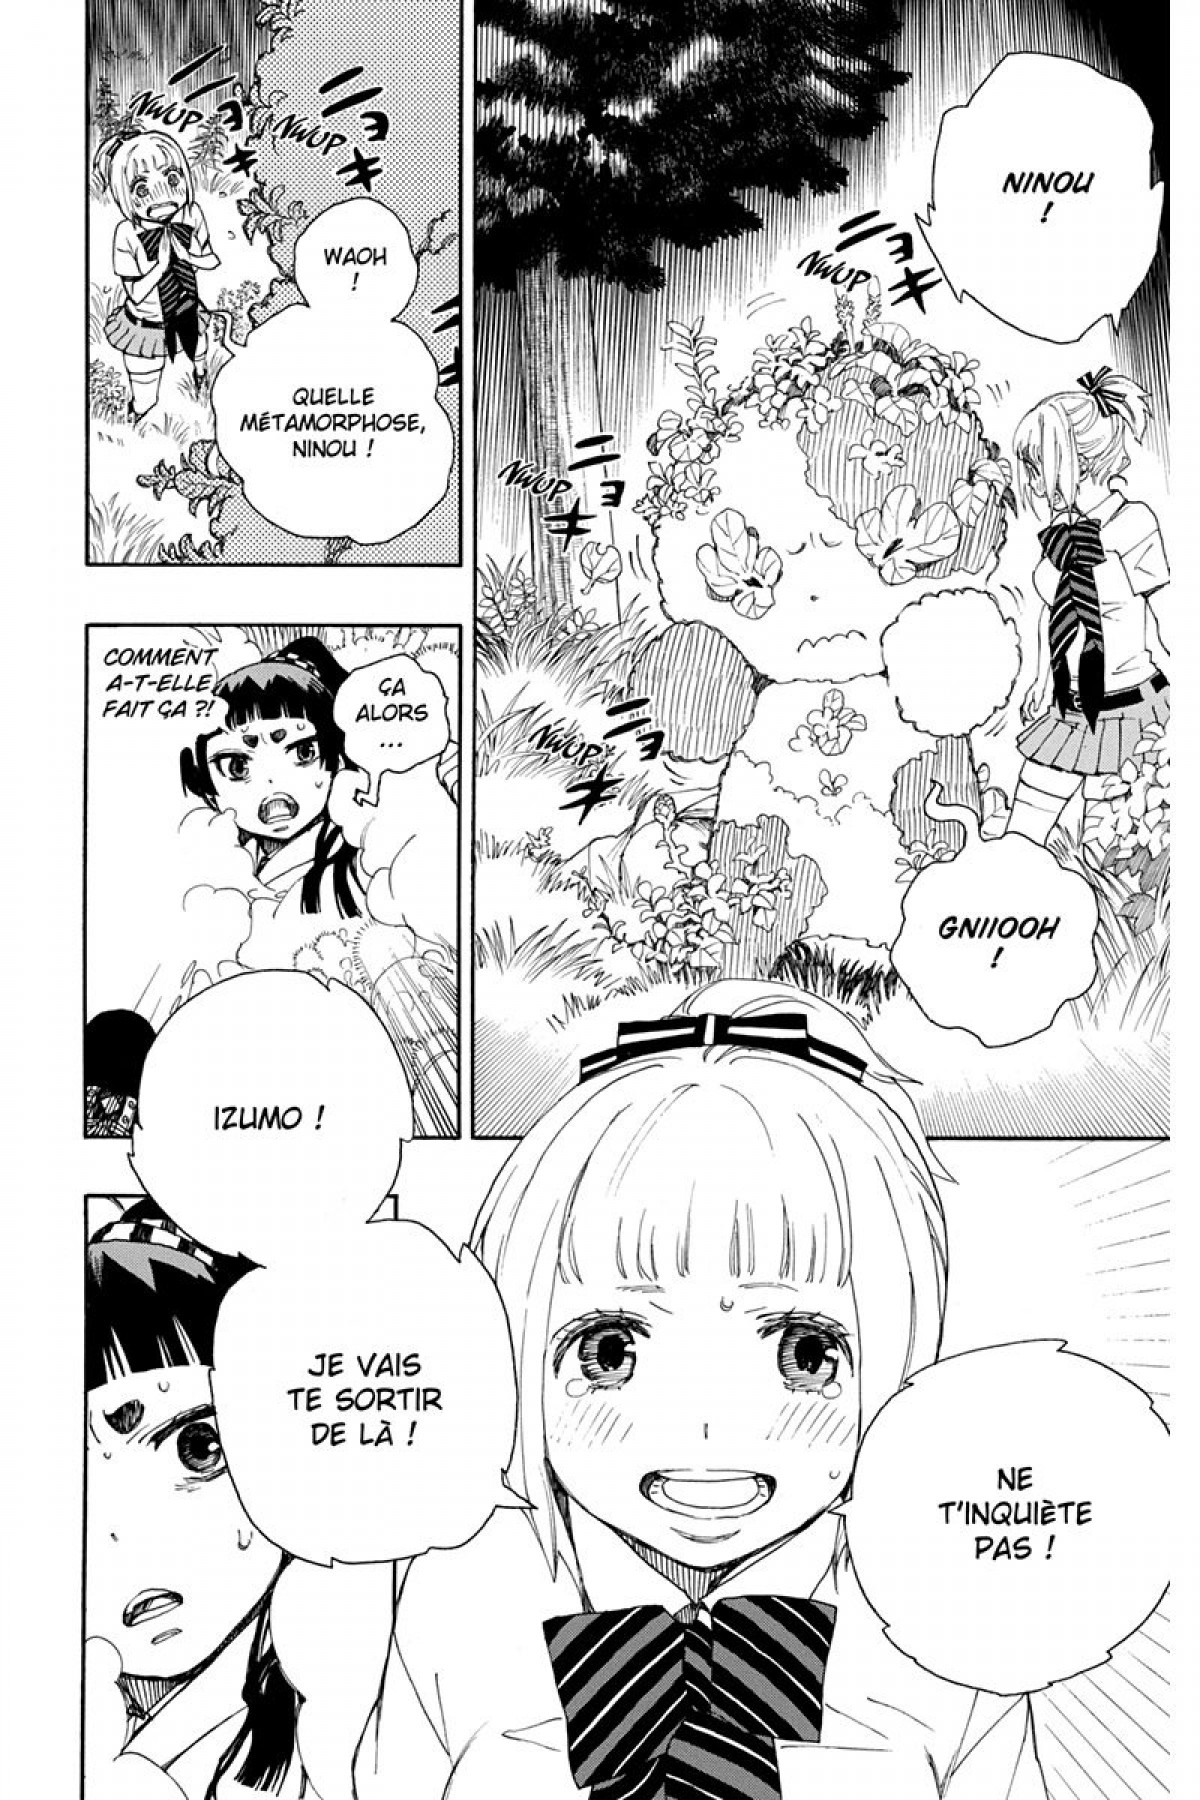 NINOU
!
NWUP
ニョキ
NWUP
ニョキ
NWUP
ニョキ
GNIIOOH
!
NWUP
ニョキ
NWUP
ニョキ
WAOH
!
QUELLE
MÉTAMORPHOSE,
NINOU !
ÇA
ALORS
...
COMMENT
A-T-ELLE
FAIT ÇA ?!
NE
T'INQUIÈTE
PAS !
IZUMO !
JE VAIS
TE SORTIR
DE LÀ !